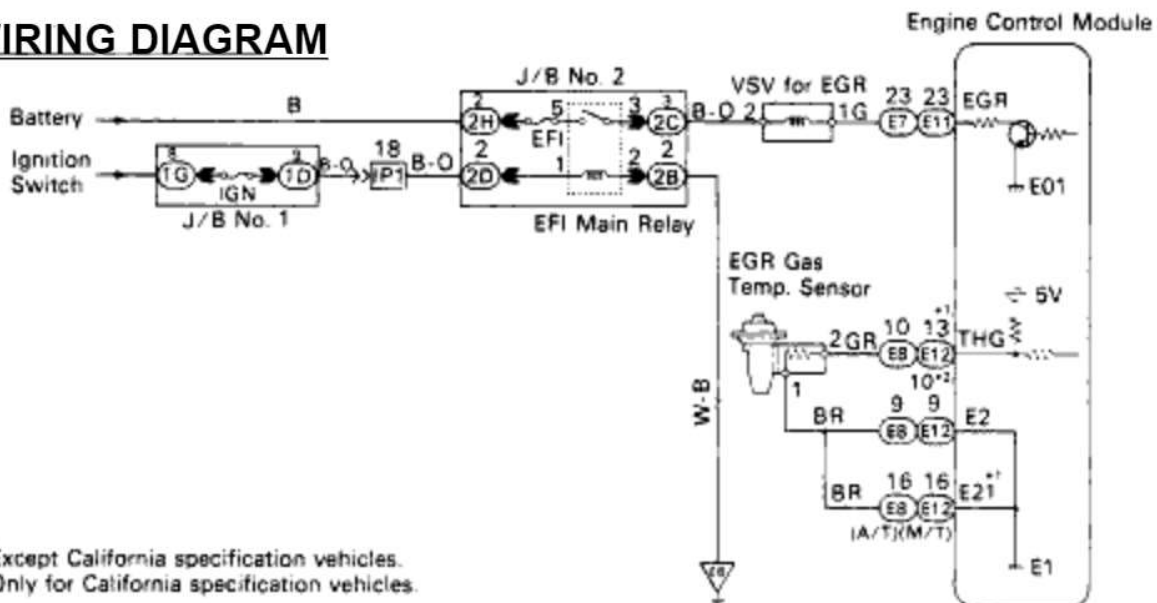 WIRING DIAGRAM
Engine Control Module
J/B No. 2
VSV for EGR
Battery
B
2
2H
5
EFI
3
3
2C
B-O
2
1G
23
E7
23
E11
EGR
Ignition
Switch
8
1G
IGN
9
1D
B-O
18
IP1
B-O
2
2D
1
2
2
2B
E01
J/B No. 1
EFI Main Relay
EGR Gas
Temp. Sensor
5V
2
GR
10
E8
*1
13
E12
THG
10*2
1
W-B
BR
9
E8
9
E12
E2
BR
16
E8
16
E12
E21*1
(A/T)
(M/T)
E1
Except California specification vehicles.
Only for California specification vehicles.